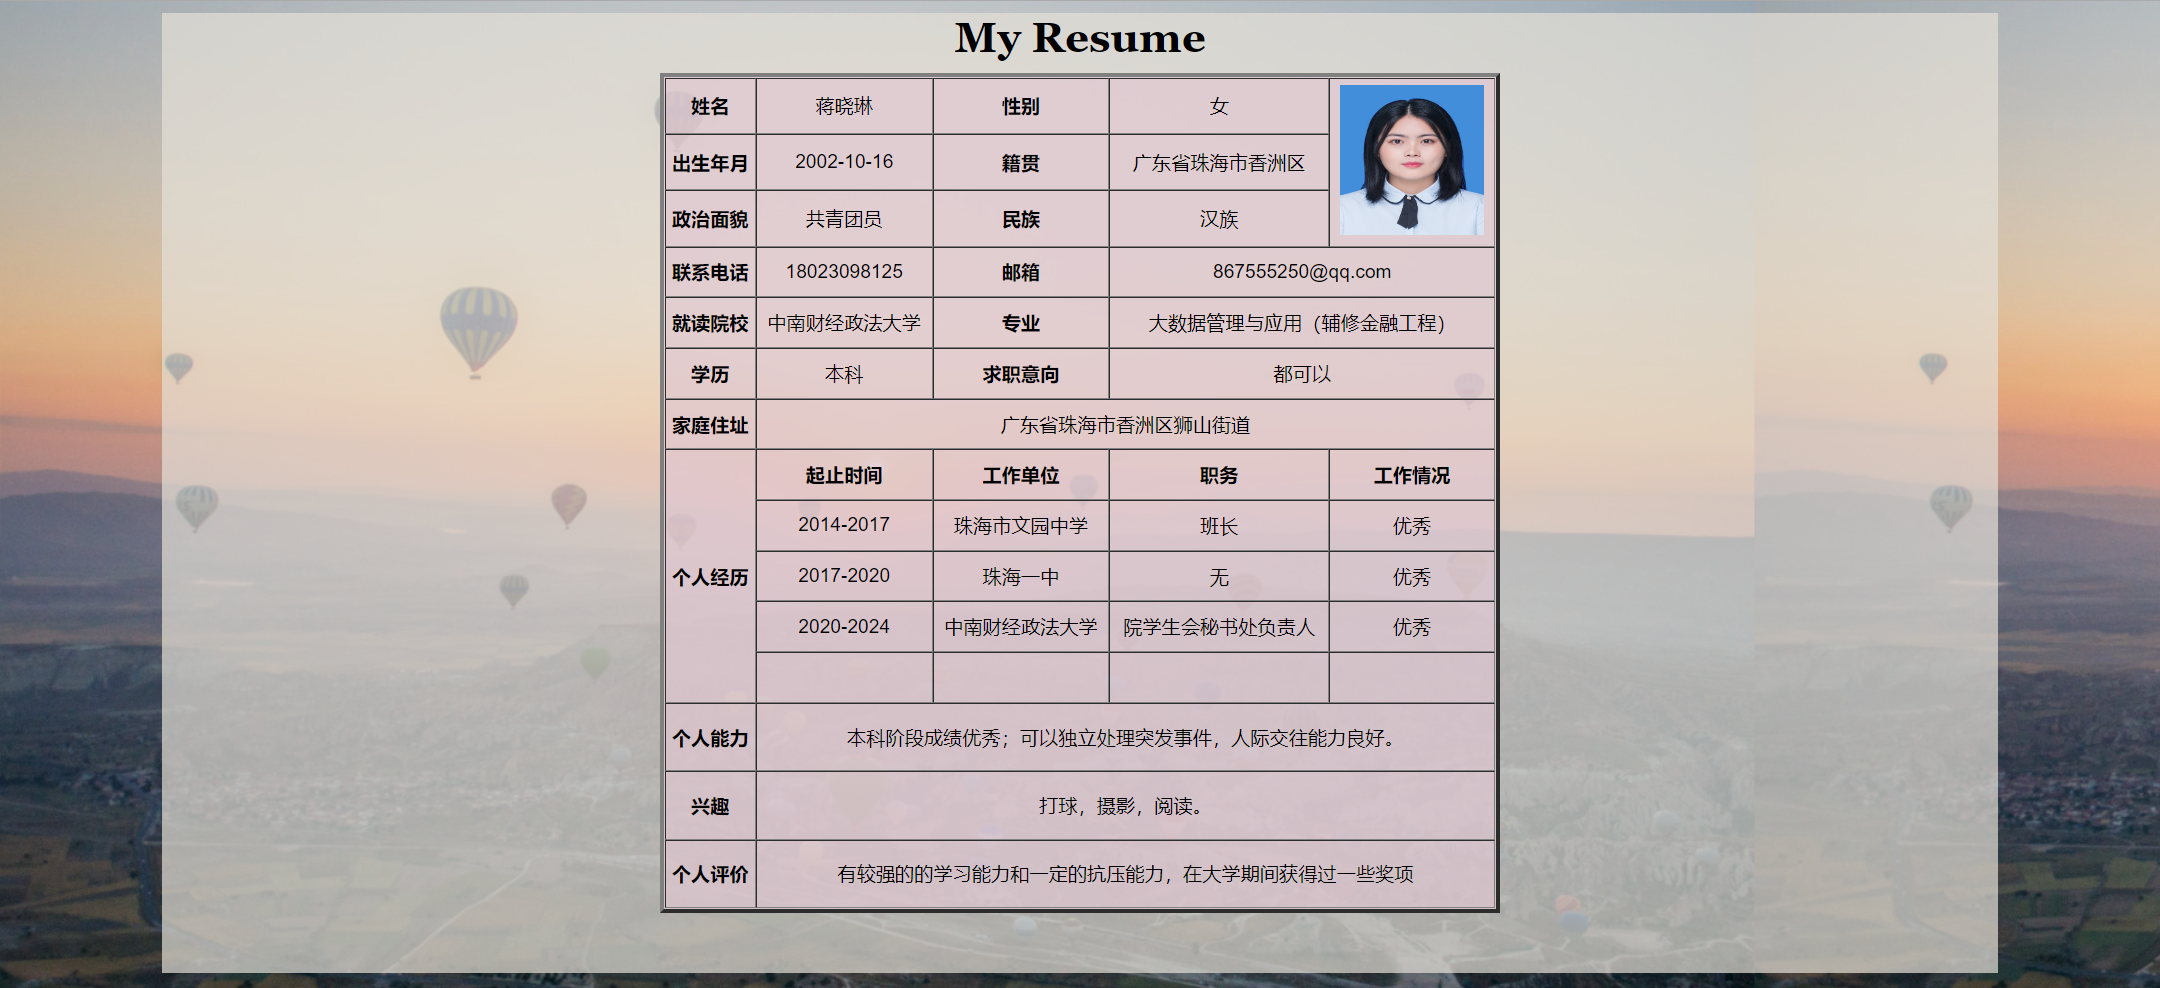 My Resume
姓名 蒋晓琳 性别 女
出生年月 2002-10-16 籍贯 广东省珠海市香洲区
政治面貌 共青团员 民族 汉族
联系电话 18023098125 邮箱 867555250@qq.com
就读院校 中南财经政法大学 专业 大数据管理与应用（辅修金融工程）
学历 本科 求职意向 都可以
家庭住址 广东省珠海市香洲区狮山街道
个人经历 起止时间 工作单位 职务 工作情况
2014-2017 珠海市文园中学 班长 优秀
2017-2020 珠海一中 无 优秀
2020-2024 中南财经政法大学 院学生会秘书处负责人 优秀
个人能力 本科阶段成绩优秀；可以独立处理突发事件，人际交往能力良好。
兴趣 打球，摄影，阅读。
个人评价 有较强的的学习能力和一定的抗压能力，在大学期间获得过一些奖项